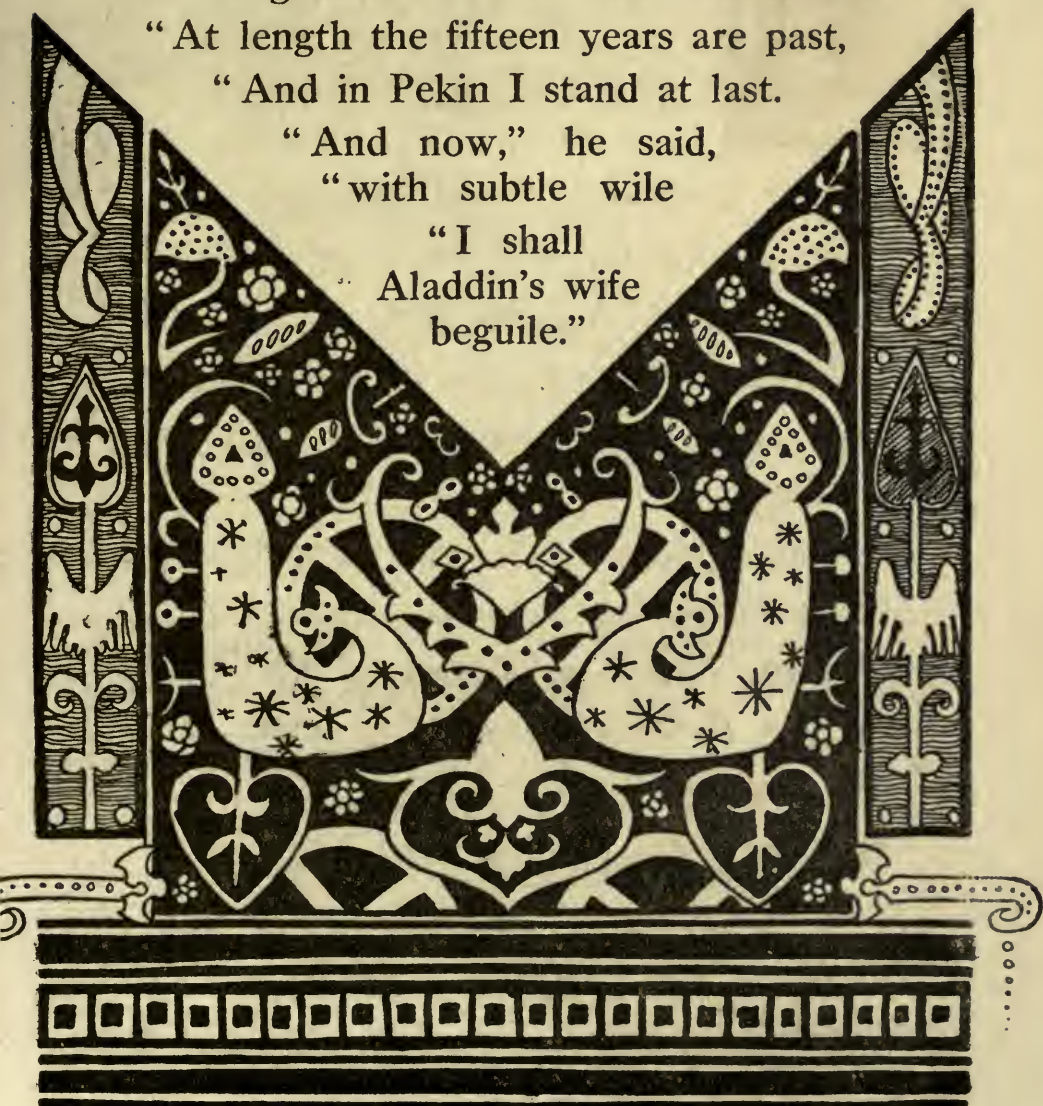 “At length the fifteen years are past,
“And in Pekin I stand at last.
“And now,” he said,
“with subtle wile
“I shall
Aladdin's wife
beguile.”